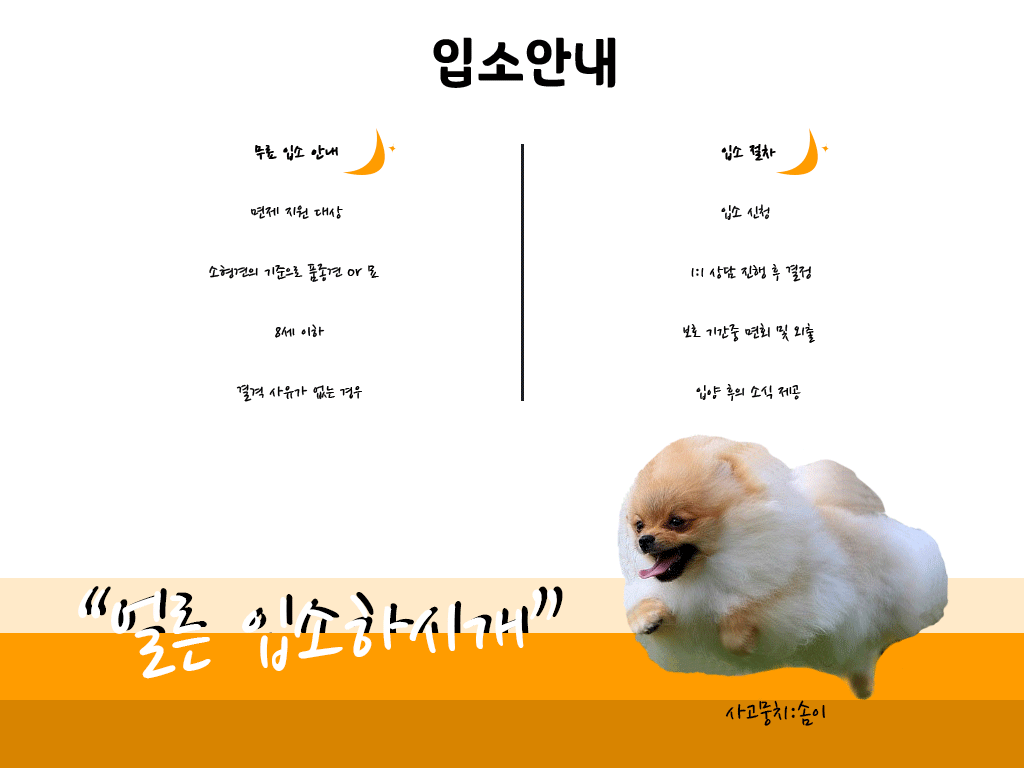 입소안내
무료 입소 안내
면제 지원 대상
소형견의 기준으로 품종견 or 묘
8세 이하
결격 사유가 없는 경우
입소 절차
입소 신청
1:1 상담 진행 후 결정
보호 기간중 면회 및 외출
입양 후의 소식 제공
“얼른 입소하시개”
사고뭉치:솜이